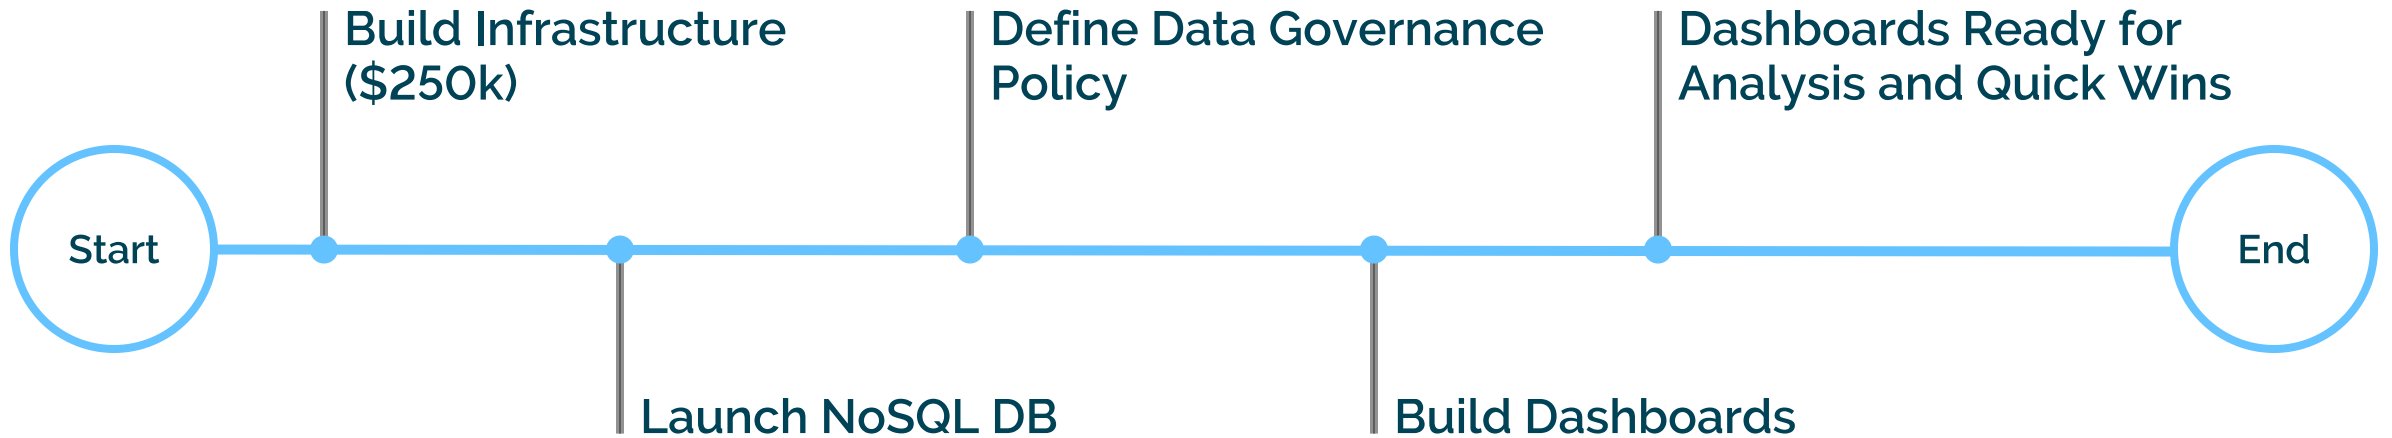 Build Infrastructure
($250k)
Define Data Governance
Policy
Dashboards Ready for
Analysis and Quick Wins
Start
End
Launch NoSQL DB
Build Dashboards